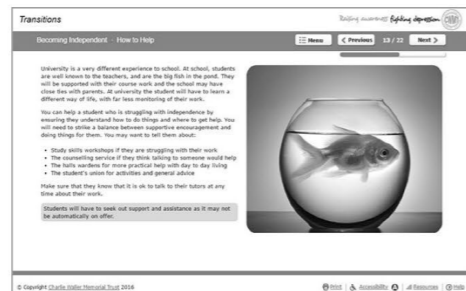 Transitions
Raising awareness fighting depression
Becoming Independent - How to Help
Menu
< Previous
13 / 22
Next >
University is a very different experience to school. At school, students
are well known to the teachers, and are the big fish in the pond. They
will be supported with their course work and the school may have
close ties with parents. At university the student will have to learn a
different way of life, with far less monitoring of their work.
You can help a student who is struggling with independence by
ensuring they understand how to do things and where to get help. You
will need to strike a balance between supportive encouragement and
doing things for them. You may want to tell them about:
• Study skills workshops if they are struggling with their work
• The counselling service if they think talking to someone would help
• The halls wardens for more practical help with day to day living
• The student's union for activities and general advice
Make sure that they know that it is ok to talk to their tutors at any
time about their work.
Students will have to seek out support and assistance as it may not
be automatically on offer.
© Copyright Charlie Waller Memorial Trust 2016
Print | Accessibility | Resources | Help